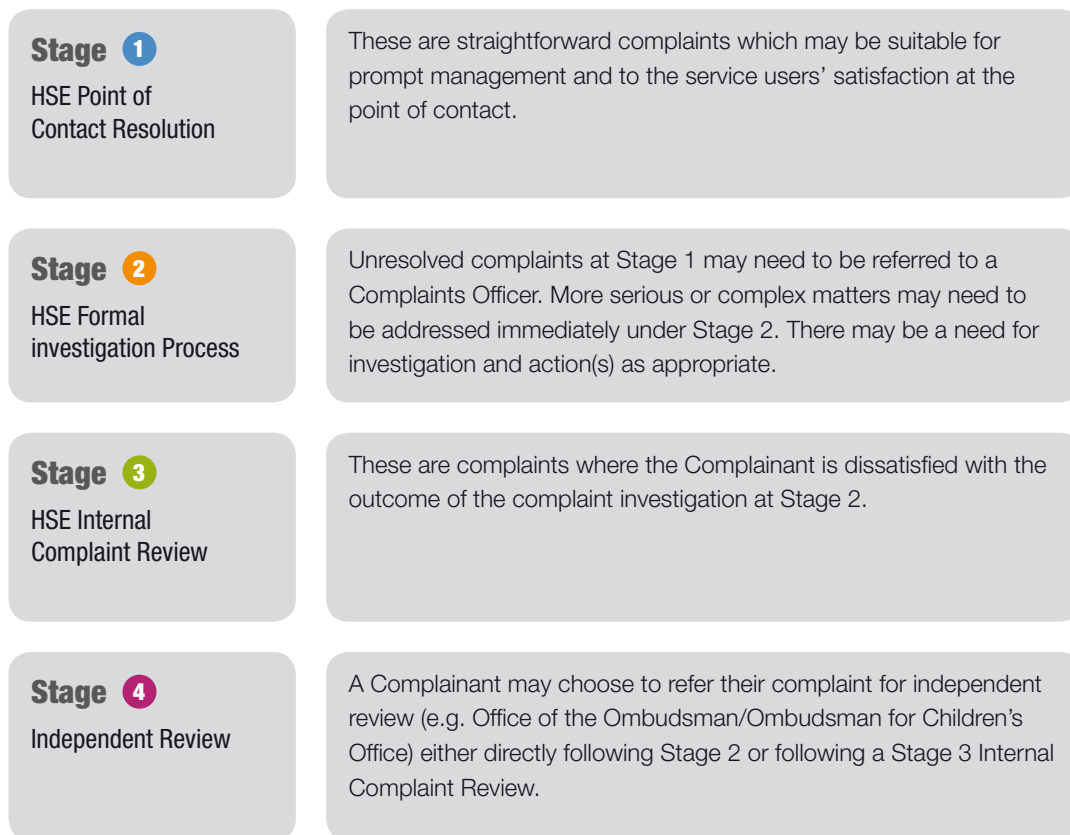 Stage 1
HSE Point of
Contact Resolution
These are straightforward complaints which may be suitable for
prompt management and to the service users’ satisfaction at the
point of contact.
Stage 2
HSE Formal
investigation Process
Unresolved complaints at Stage 1 may need to be referred to a
Complaints Officer. More serious or complex matters may need to
be addressed immediately under Stage 2. There may be a need for
investigation and action(s) as appropriate.
Stage 3
HSE Internal
Complaint Review
These are complaints where the Complainant is dissatisfied with the
outcome of the complaint investigation at Stage 2.
Stage 4
Independent Review
A Complainant may choose to refer their complaint for independent
review (e.g. Office of the Ombudsman/Ombudsman for Children’s
Office) either directly following Stage 2 or following a Stage 3 Internal
Complaint Review.